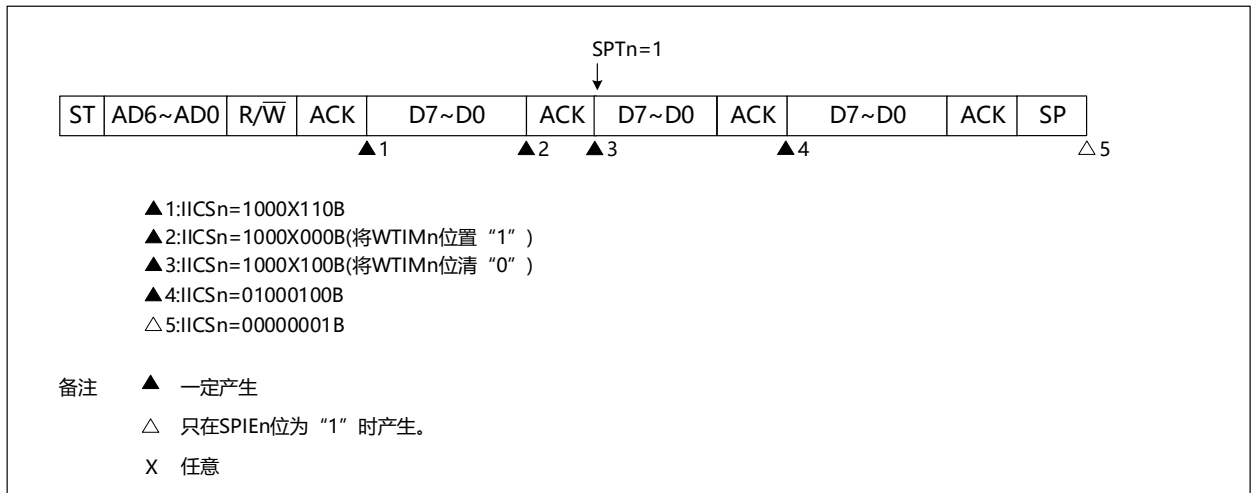 SPTn=1
ST AD6~AD0 R/W̅ ACK D7~D0 ACK D7~D0 ACK D7~D0 ACK SP
▲1 ▲2 ▲3 ▲4 △5
▲1:IICSn=1000X110B
▲2:IICSn=1000X000B(将WTIMn位置“1”)
▲3:IICSn=1000X100B(将WTIMn位清“0”)
▲4:IICSn=01000100B
△5:IICSn=00000001B
备注 ▲ 一定产生
△ 只在SPIEn位为“1”时产生。
X 任意